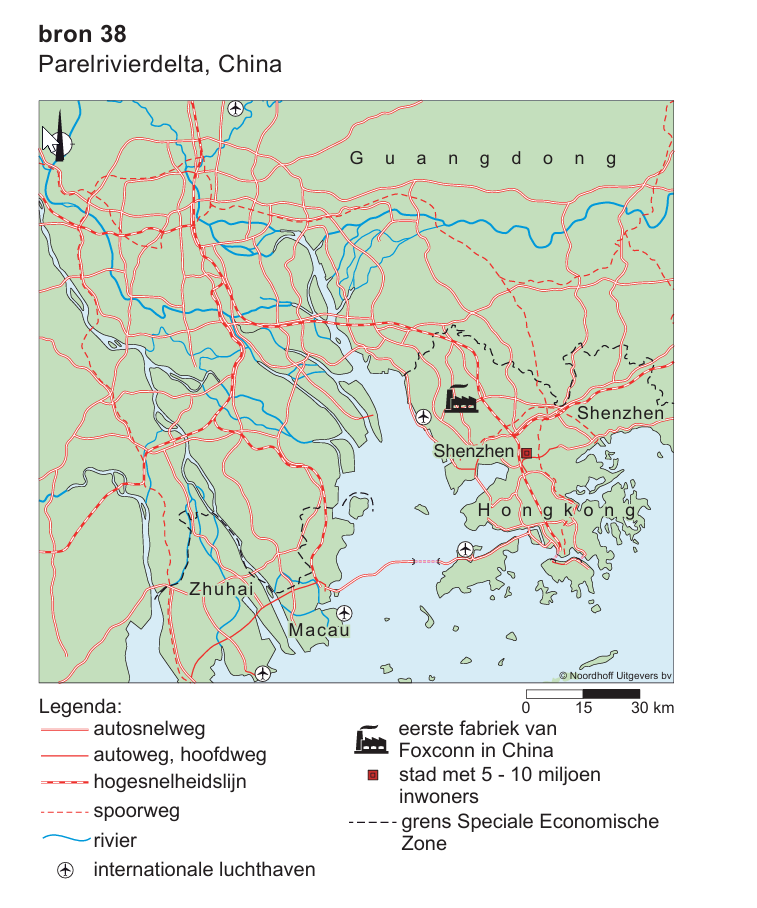 bron 38
Parelrivierdelta, China
Guangdong
Shenzhen
Shenzhen
Hongkong
Zhuhai
Macau
© Noordhoff Uitgevers bv
0 15 30 km
Legenda:
autosnelweg
autoweg, hoofdweg
hogesnelheidslijn
spoorweg
rivier
internationale luchthaven
eerste fabriek van
Foxconn in China
stad met 5 - 10 miljoen
inwoners
grens Speciale Economische
Zone